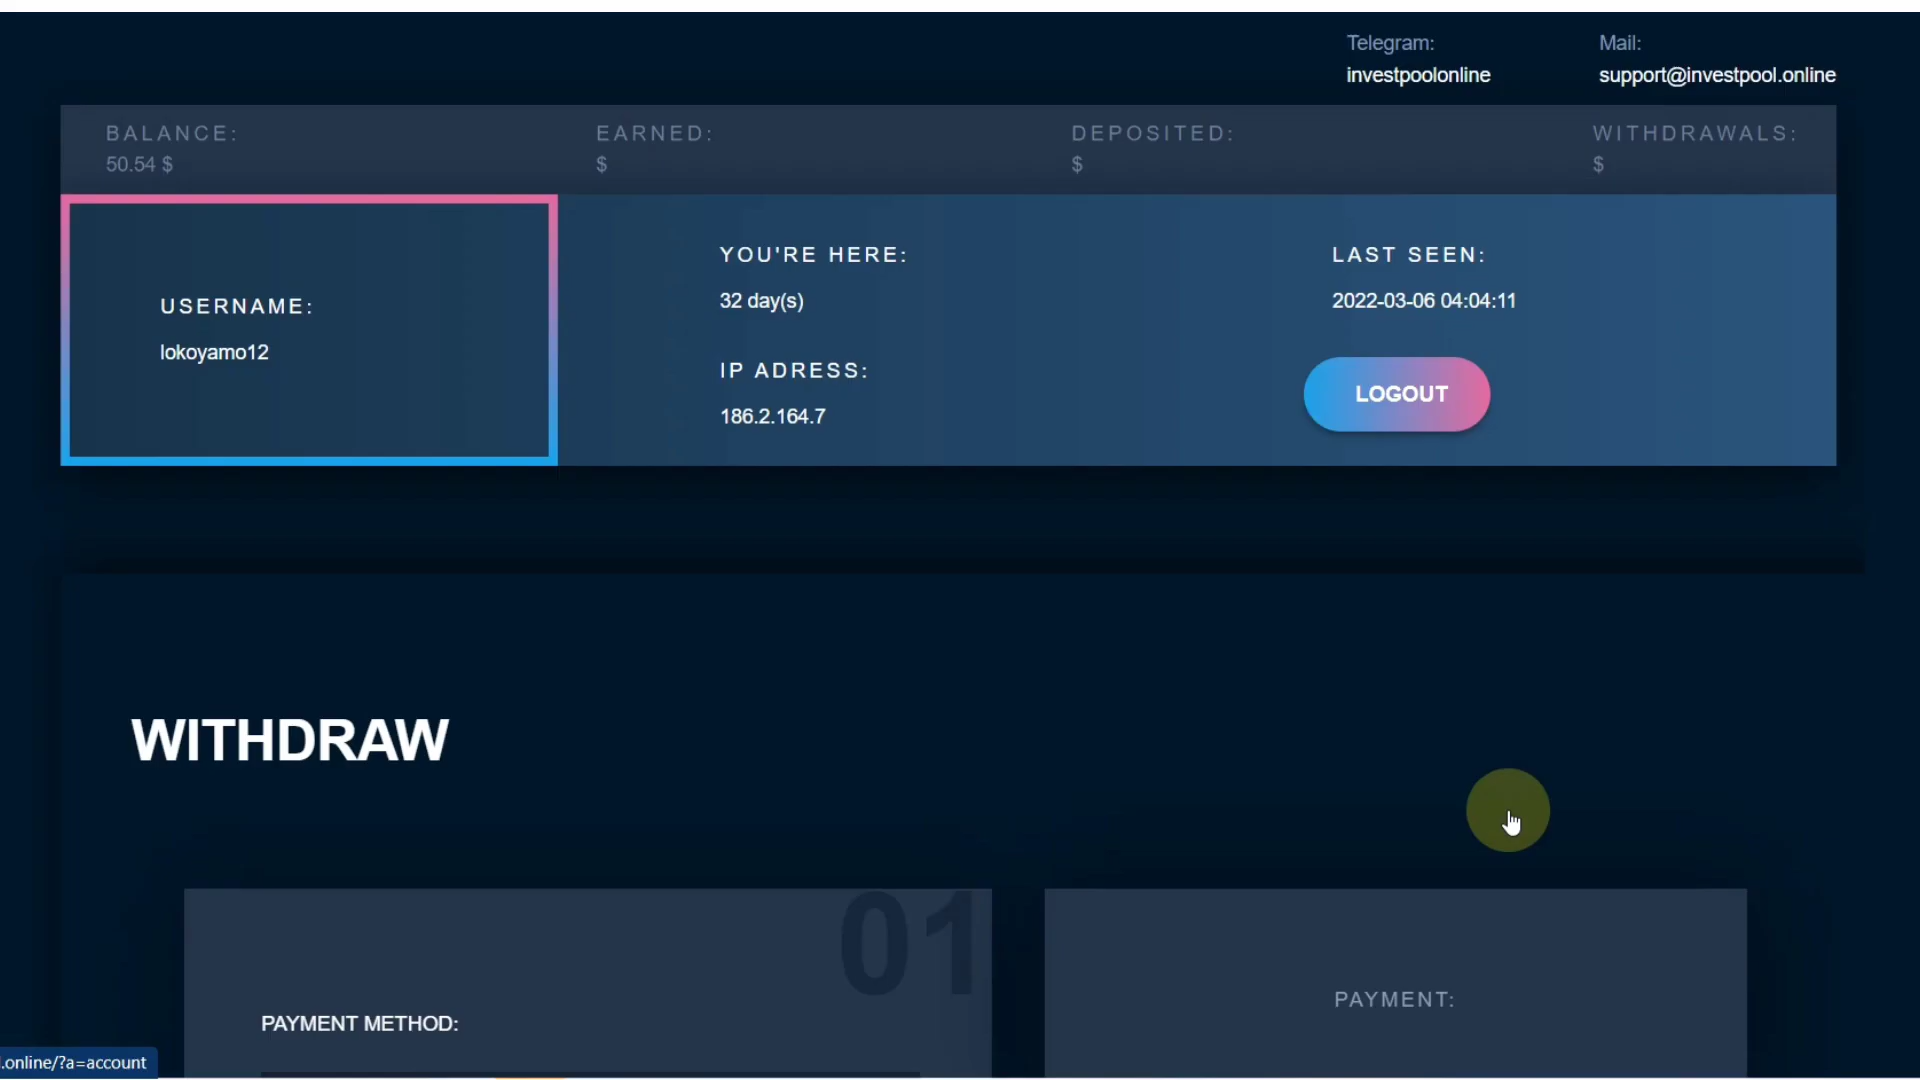 Telegram: Mail:
investpoolonline support@investpool.online
BALANCE: EARNED: DEPOSITED: WITHDRAWALS:
50.54 $ $ $ $
YOU'RE HERE: LAST SEEN:
32 day(s) 2022-03-06 04:04:11
USERNAME:
lokoyamo12
IP ADRESS:
186.2.164.7
LOGOUT
WITHDRAW
01
PAYMENT:
PAYMENT METHOD:
.online/?a=account